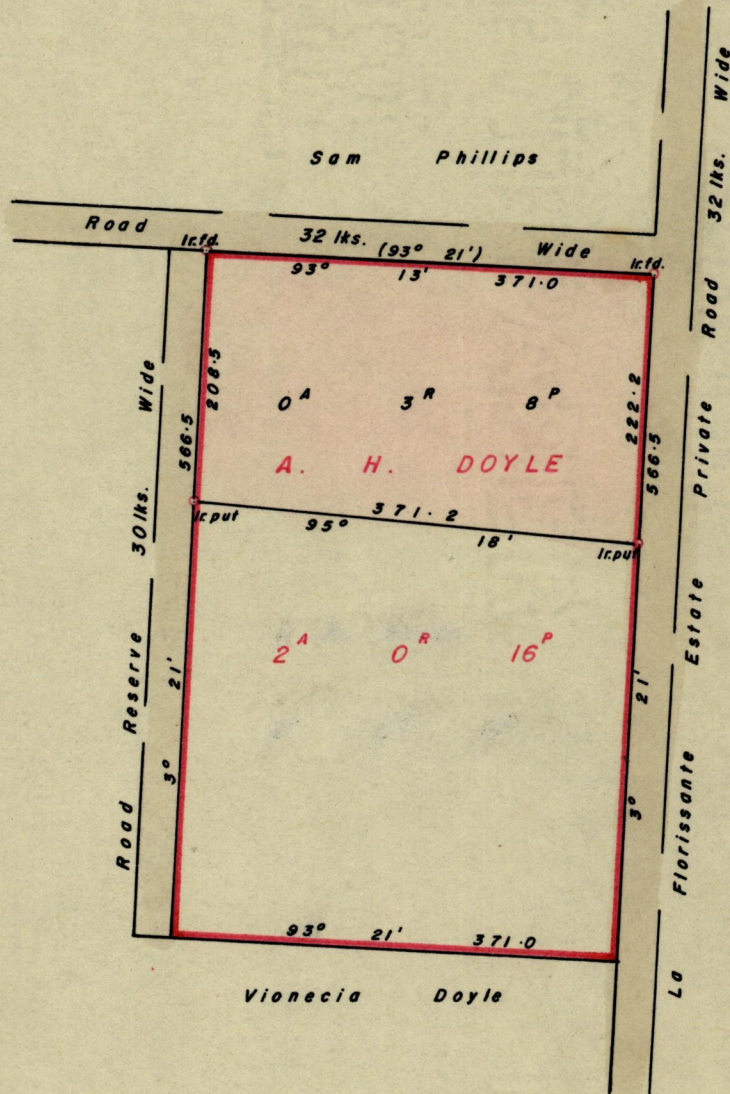 Sam Phillips
Road 32 lks. Wide
(93° 21')
Ir.fd.
Ir.fd.
93° 13' 371·0
Road Reserve 30 lks. Wide
566·5
208·5
3° 21'
0ᴬ 3ᴿ 8ᴾ
A. H. DOYLE
222·2
566·5
3° 21'
Ir.put
371·2
95° 18'
Ir.put
2ᴬ 0ᴿ 16ᴾ
93° 21' 371·0
Vionecia Doyle
La Florissante Estate Private Road 32 lks. Wide